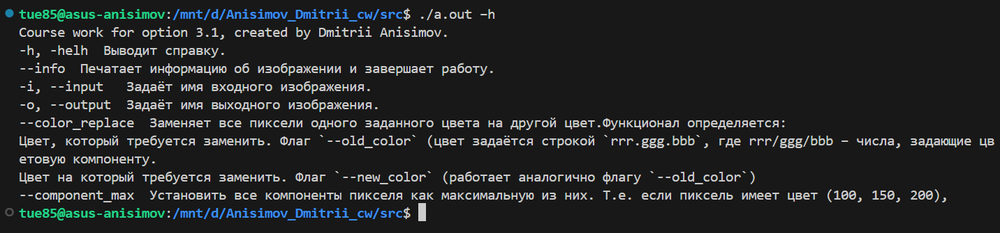 tue85@asus-anisimov:/mnt/d/Anisimov_Dmitrii_cw/src$ ./a.out -h
Course work for option 3.1, created by Dmitrii Anisimov.
-h, -helh  Выводит справку.
--info  Печатает информацию об изображении и завершает работу.
-i, --input   Задаёт имя входного изображения.
-o, --output  Задаёт имя выходного изображения.
--color_replace  Заменяет все пиксели одного заданного цвета на другой цвет.Функционал определяется:
Цвет, который требуется заменить. Флаг `--old_color` (цвет задаётся строкой `rrr.ggg.bbb`, где rrr/ggg/bbb – числа, задающие цв
етовую компоненту.
Цвет на который требуется заменить. Флаг `--new_color` (работает аналогично флагу `--old_color`)
--component_max  Установить все компоненты пикселя как максимальную из них. Т.е. если пиксель имеет цвет (100, 150, 200),
tue85@asus-anisimov:/mnt/d/Anisimov_Dmitrii_cw/src$